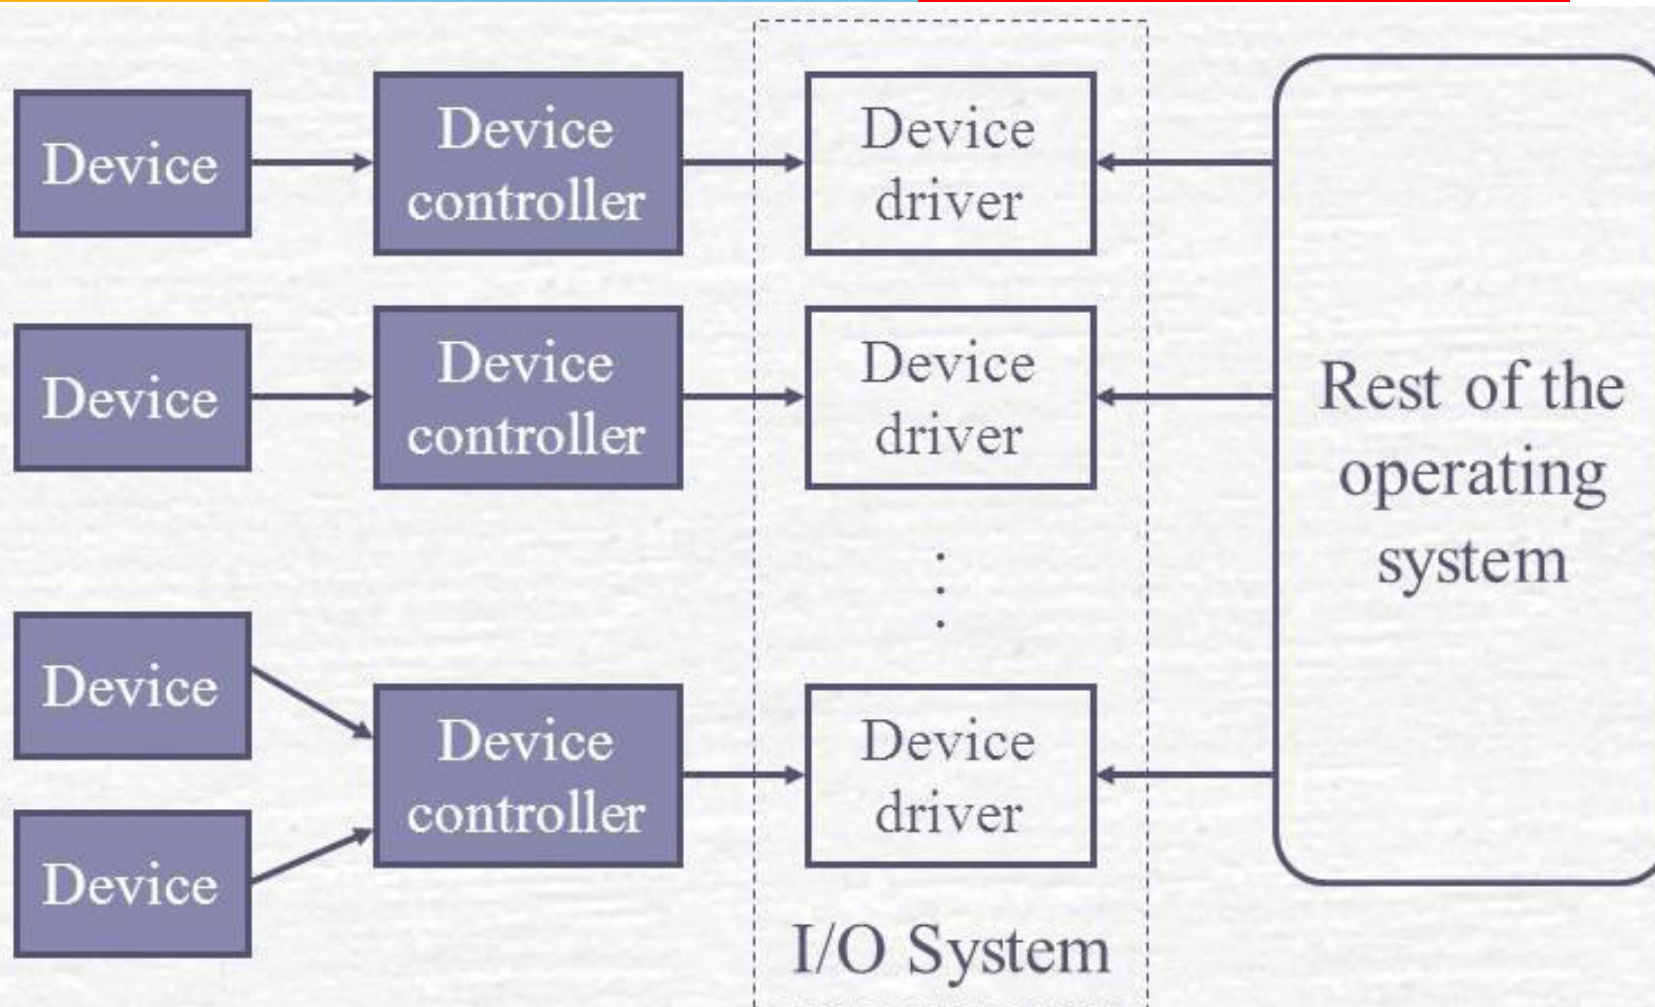 Device
Device
controller
Device
driver
Device
Device
controller
Device
driver
Rest of the
operating
system
.
.
.
Device
Device
Device
controller
Device
driver
I/O System